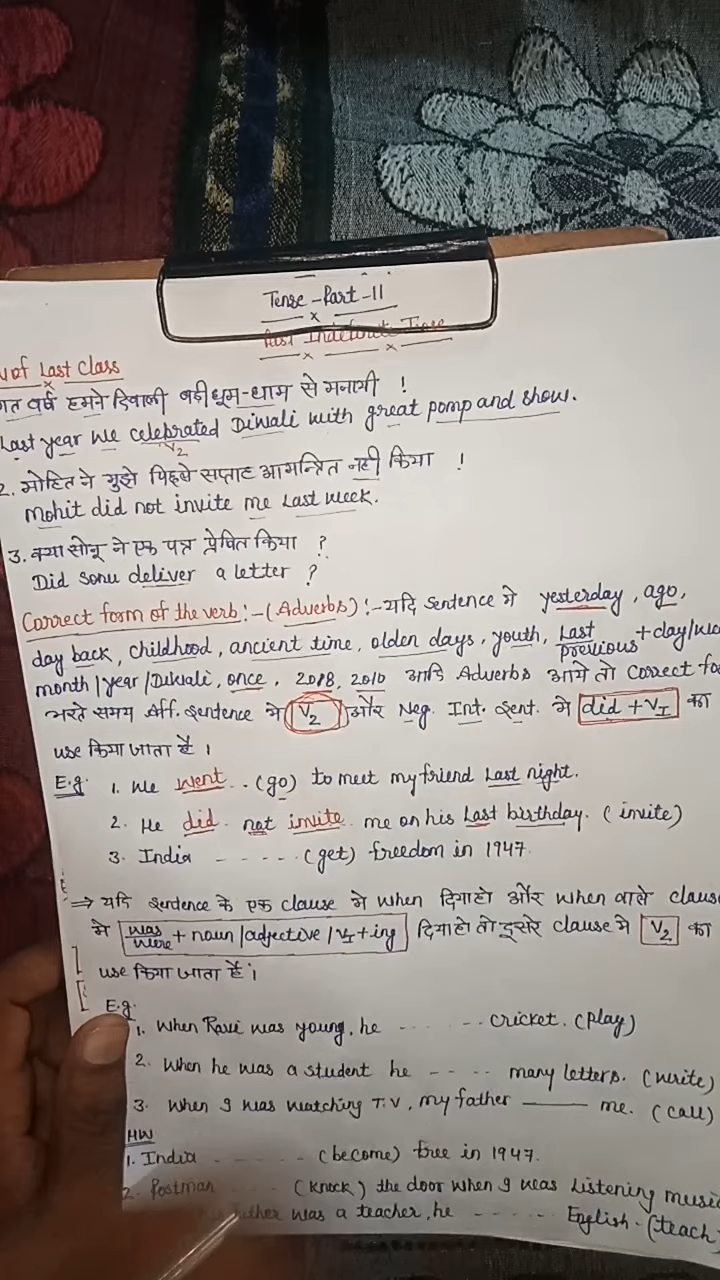 Tense-Part-II
Past Indefinite Tense
of Last Class
गत वर्ष हमने दिवाली बड़ी धूम-धाम से मनायी !
Last year we celebrated Diwali with great pomp and show.
V2
2. मोहित ने मुझे पिछले सप्ताह आमन्त्रित नही किया !
Mohit did not invite me Last week.
3. क्या सोनू ने एक पत्र प्रेषित किया ?
Did Sonu deliver a letter ?
Correct form of the verb:-(Adverbs):- यदि Sentence मे yesterday, ago,
day back, childhood, ancient time, olden days, youth, Last/Previous + day/
month/year/Diwali, once, 2018, 2010 आदि Adverbs आये तो Correct
भरते समय Aff. Sentence मे V2 और Neg. Int. Sent. मे did + V1 का
use किया जाता है ।
E.g. 1. We went . (go) to meet my friend Last night.
2. He did not invite me on his Last birthday. (invite)
3. India - - - - - (get) freedom in 1947.
⇒ यदि Sentence के एक clause मे when दिया हो और when वाले clause
मे was/were + noun/adjective/V1+ing दिया हो तो दूसरे clause मे V2 का
use किया जाता है ।
E.g.
1. When Ravi was young, he - - - - - cricket. (Play)
2. When he was a student he - - - - many letters. (write)
3. When I was watching T.V, my father ——— me. (call)
HW
1. India - - - - - (become) free in 1947.
2. Postman - - - - (knock) the door when I was listening music
father was a teacher, he - - - - - - English. (teach)